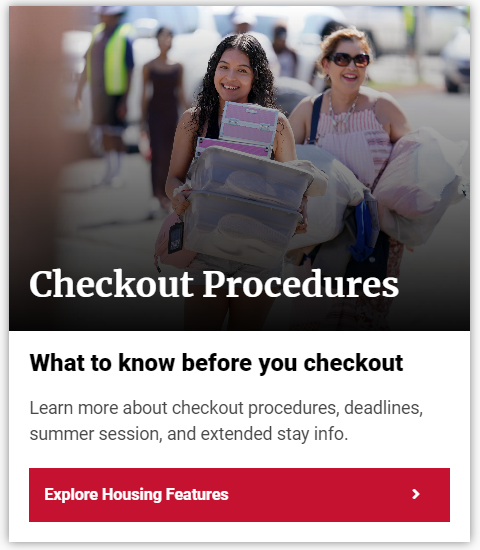 Checkout Procedures
What to know before you checkout
Learn more about checkout procedures, deadlines,
summer session, and extended stay info.
Explore Housing Features